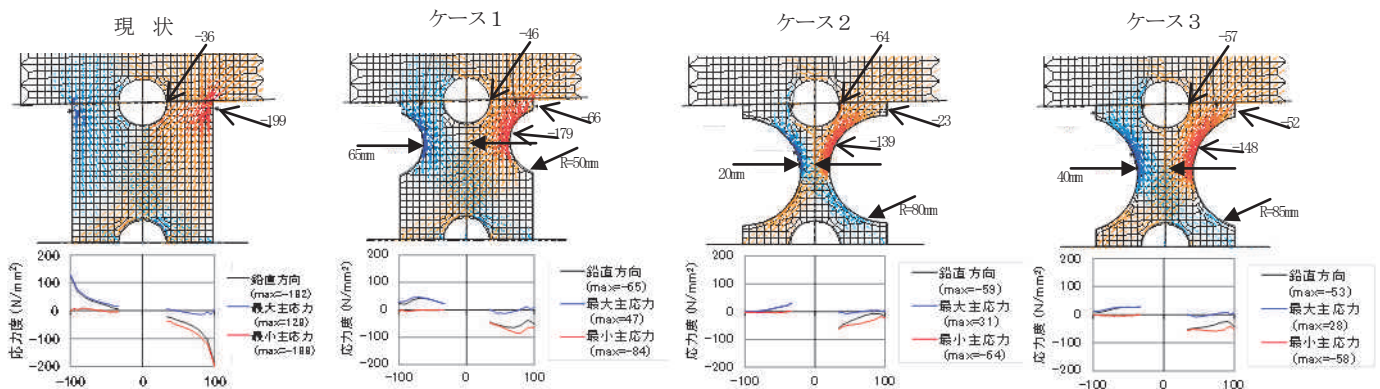 現 状
ケース1
ケース2
ケース3
-36
-199
-46
-66
-179
65mm
R=50mm
-64
-23
-139
20mm
R=80mm
-57
-52
-148
40mm
R=85mm
応力度 (N/mm²)
200
100
0
-100
-200
-100
0
100
鉛直方向
最大主応力
最小主応力
応力度 (N/mm²)
200
100
0
-100
-200
-100
0
100
鉛直方向
(max=-65)
最大主応力
(max=47)
最小主応力
(max=-84)
応力度 (N/mm²)
200
100
0
-100
-200
-100
0
100
鉛直方向
(max=-59)
最大主応力
(max=31)
最小主応力
(max=-64)
応力度 (N/mm²)
200
100
0
-100
-200
-100
0
100
鉛直方向
(max=-53)
最大主応力
(max=28)
最小主応力
(max=-58)